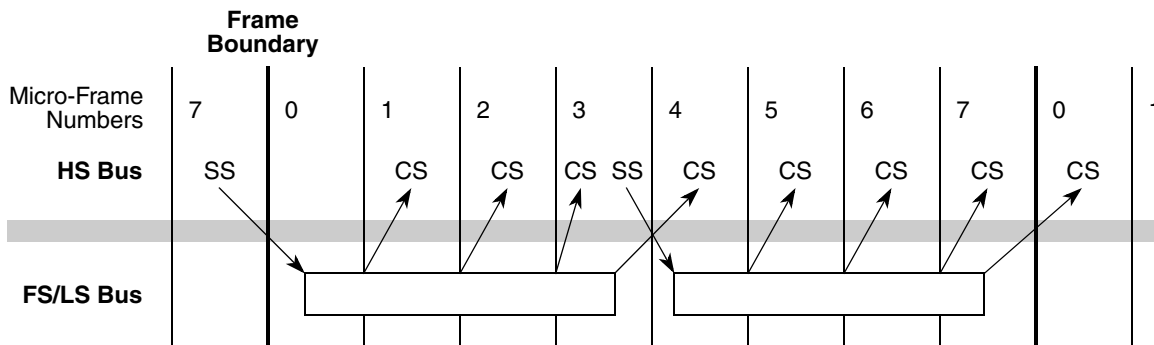 Frame
Boundary
Micro-Frame
Numbers
7 0 1 2 3 4 5 6 7 0
HS Bus SS CS CS CS SS CS CS CS CS CS
FS/LS Bus